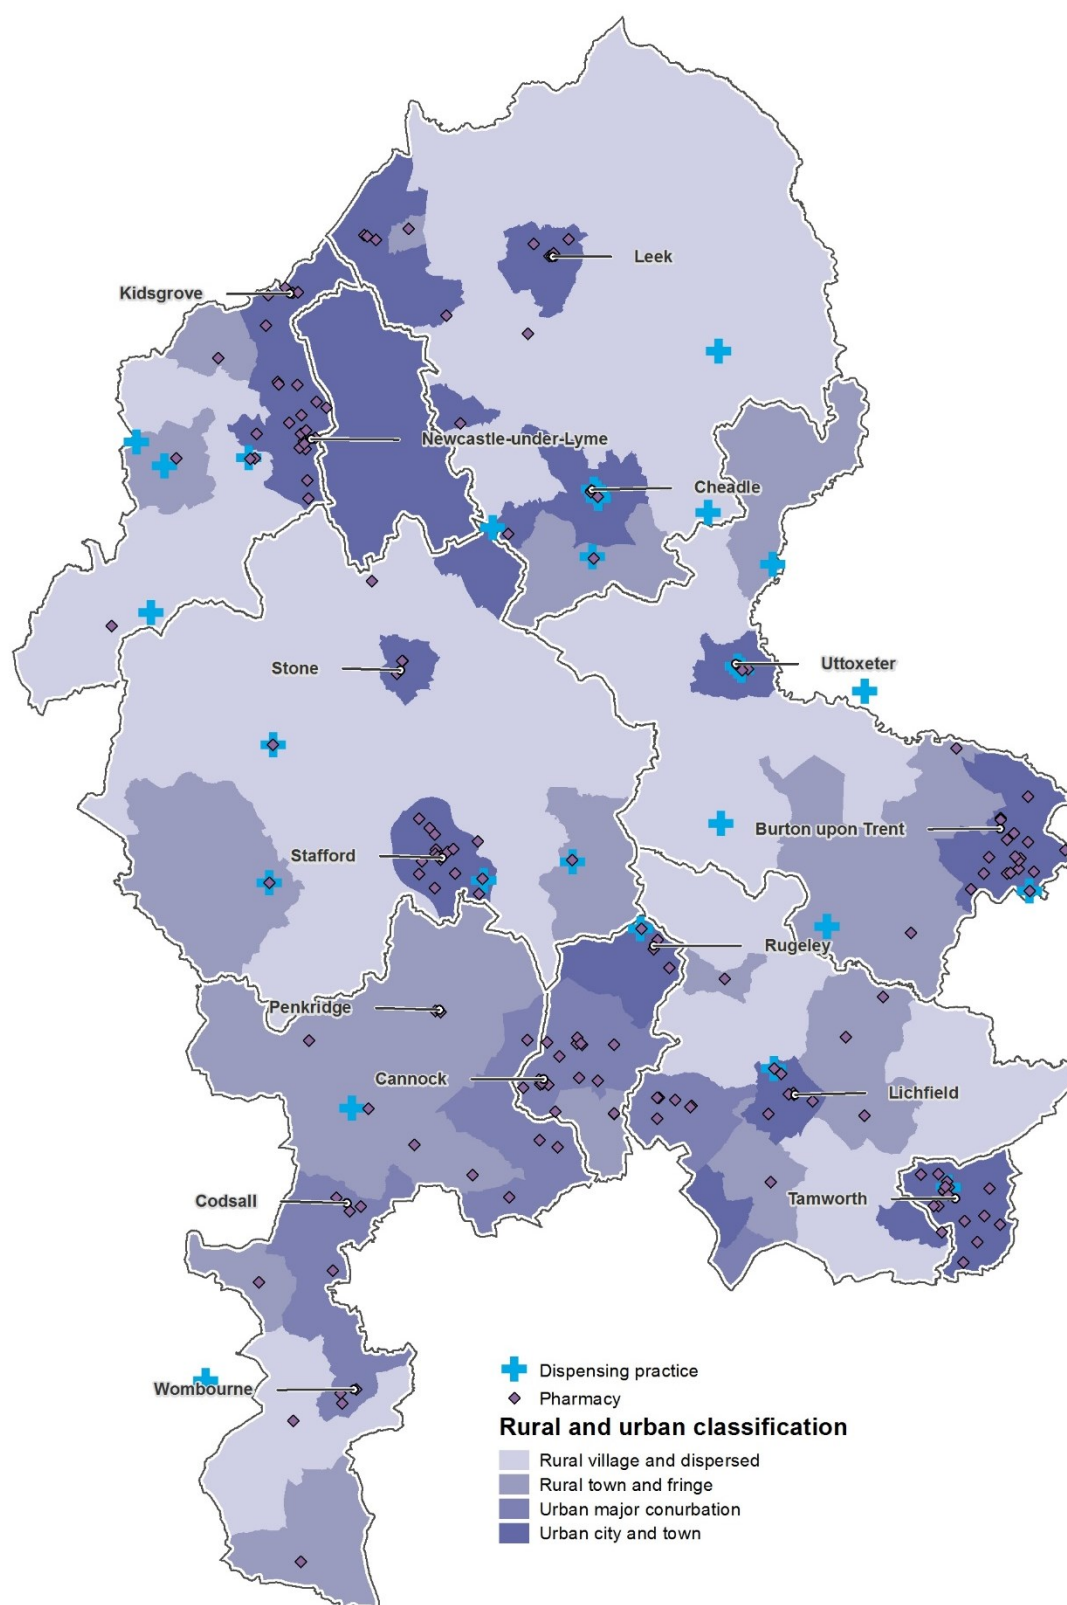 Leek
Kidsgrove
Newcastle-under-Lyme
Cheadle
Stone
Uttoxeter
Burton upon Trent
Stafford
Rugeley
Penkridge
Cannock
Lichfield
Codsall
Tamworth
Wombourne
Dispensing practice
Pharmacy
Rural and urban classification
Rural village and dispersed
Rural town and fringe
Urban major conurbation
Urban city and town